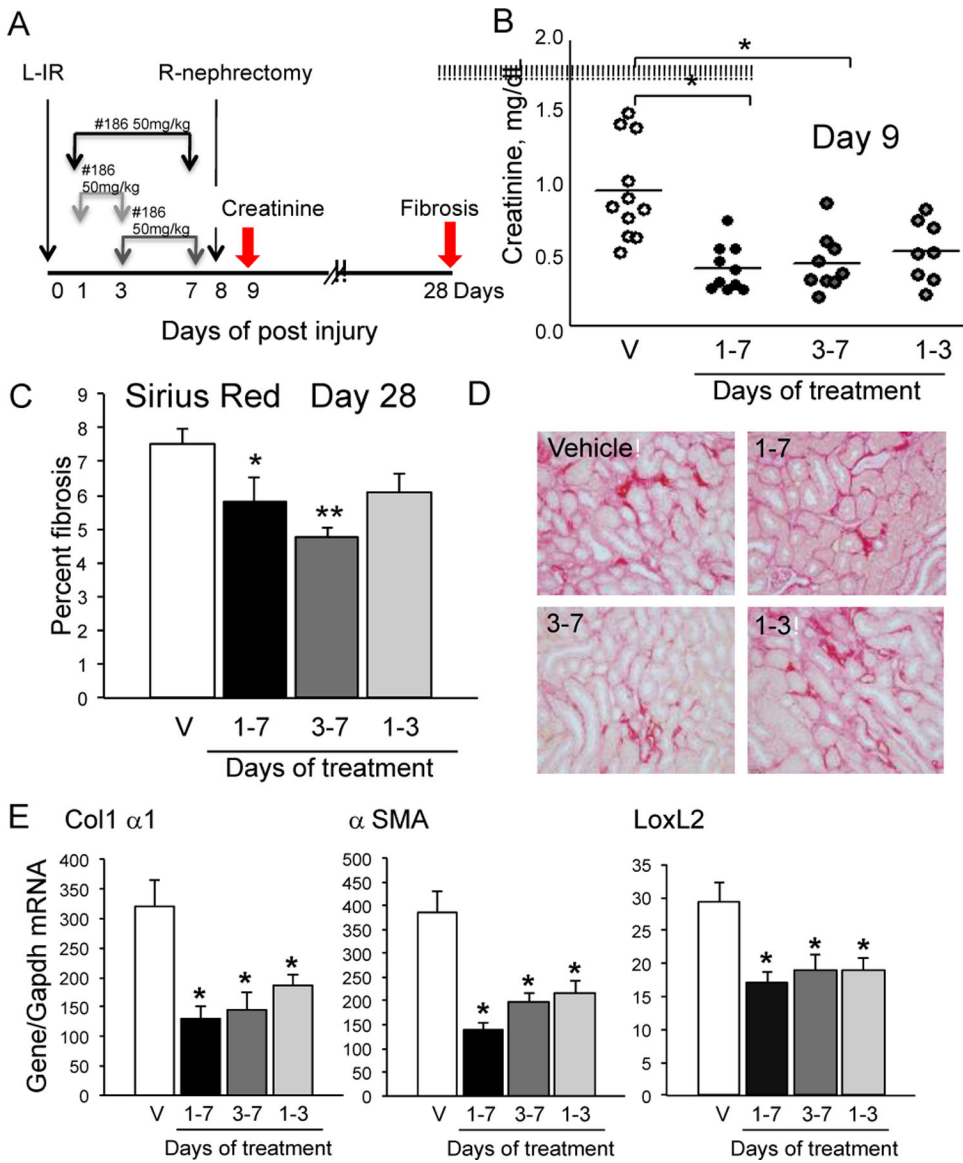 A
L-IR R-nephrectomy
#186 50mg/kg
#186
50mg/kg
#186
50mg/kg
Creatinine Fibrosis
0 1 3 7 8 9 28 Days
Days of post injury
B
Creatinine, mg/dL
2.0
1.5
1.0
0.5
0.0
* *
Day 9
V 1-7 3-7 1-3
Days of treatment
C
Sirius Red Day 28
Percent fibrosis
9
8
7
6
5
4
3
2
1
0
* **
V 1-7 3-7 1-3
Days of treatment
D
Vehicle! 1-7
3-7 1-3!
E
Col1 α1
Gene/Gapdh mRNA
400
350
300
250
200
150
100
50
0
* * *
V 1-7 3-7 1-3
Days of treatment
α SMA
500
450
400
350
300
250
200
150
100
50
0
* * *
V 1-7 3-7 1-3
Days of treatment
LoxL2
35
30
25
20
15
10
5
0
* * *
V 1-7 3-7 1-3
Days of treatment